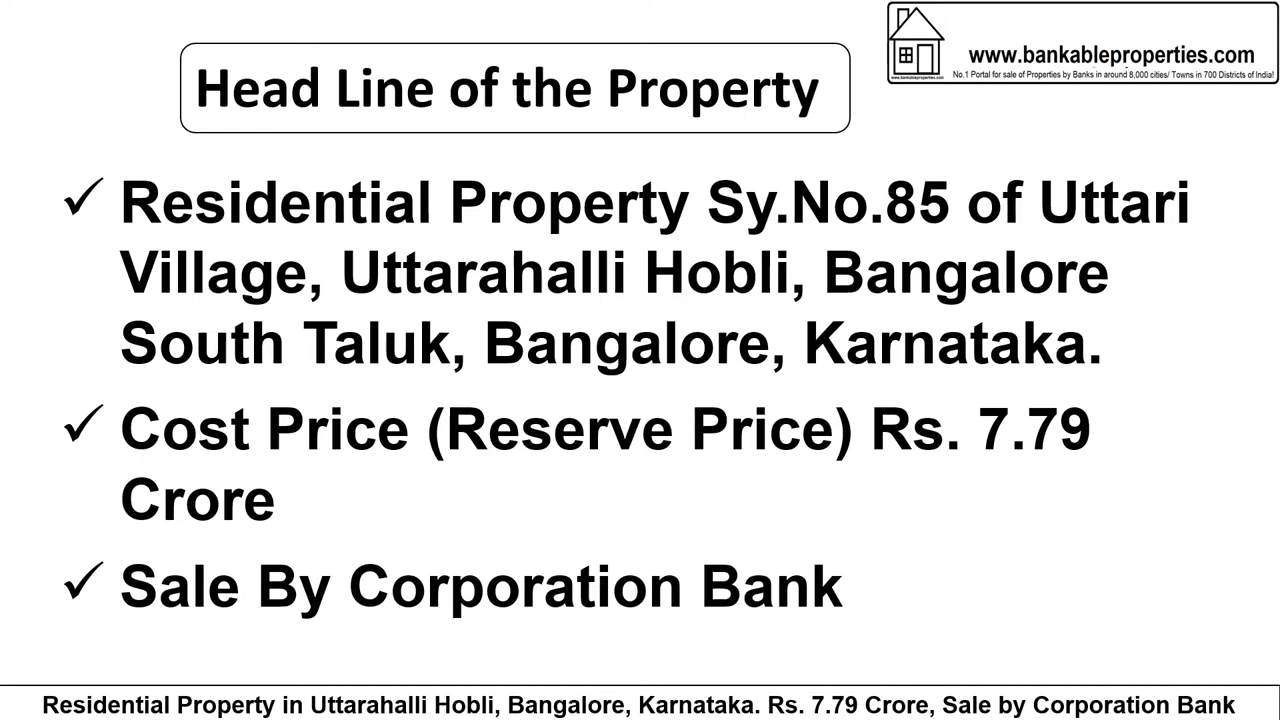 www.bankableproperties.com
No.1 Portal for sale of Properties by Banks in around 8,000 cities/ Towns in 700 Districts of India!
www.bankableproperties.com
Head Line of the Property
✓ Residential Property Sy.No.85 of Uttari
Village, Uttarahalli Hobli, Bangalore
South Taluk, Bangalore, Karnataka.
✓ Cost Price (Reserve Price) Rs. 7.79
Crore
✓ Sale By Corporation Bank
Residential Property in Uttarahalli Hobli, Bangalore, Karnataka. Rs. 7.79 Crore, Sale by Corporation Bank